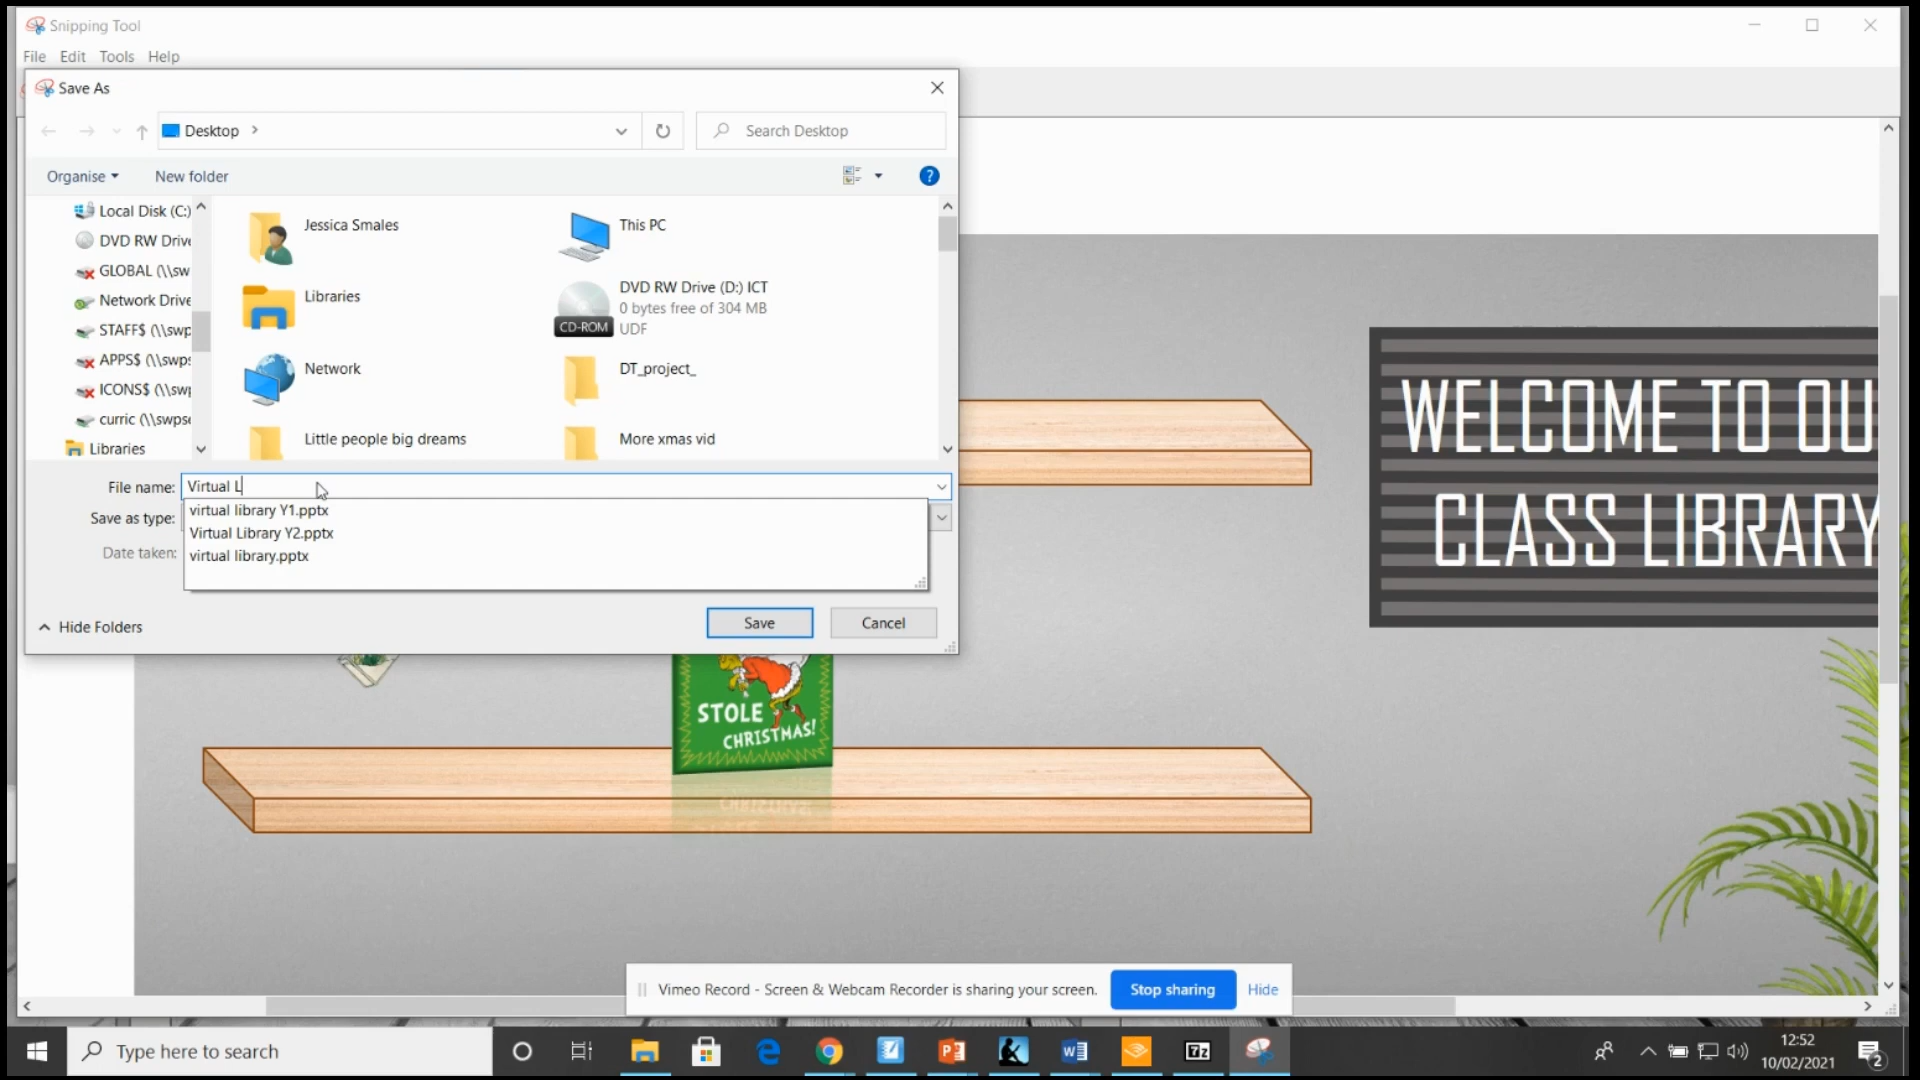 Snipping Tool
File Edit Tools Help
Save As
Desktop
Search Desktop
Organise
New folder
Local Disk (C:)
DVD RW Drive
GLOBAL (\\sw
Network Drive
STAFF$ (\\swp
APPS$ (\\swps
ICONS$ (\\swp
curric (\\swpse
Libraries
Jessica Smales
Libraries
Network
Little people big dreams
This PC
DVD RW Drive (D:) ICT
0 bytes free of 304 MB
UDF
CD-ROM
DT_project_
More xmas vid
File name: Virtual L
virtual library Y1.pptx
Save as type:
Virtual Library Y2.pptx
Date taken:
virtual library.pptx
Hide Folders
Save
Cancel
WELCOME TO OU
CLASS LIBRARY
STOLE
CHRISTMAS!
Vimeo Record - Screen & Webcam Recorder is sharing your screen.
Stop sharing
Hide
Type here to search
12:52
10/02/2021
2